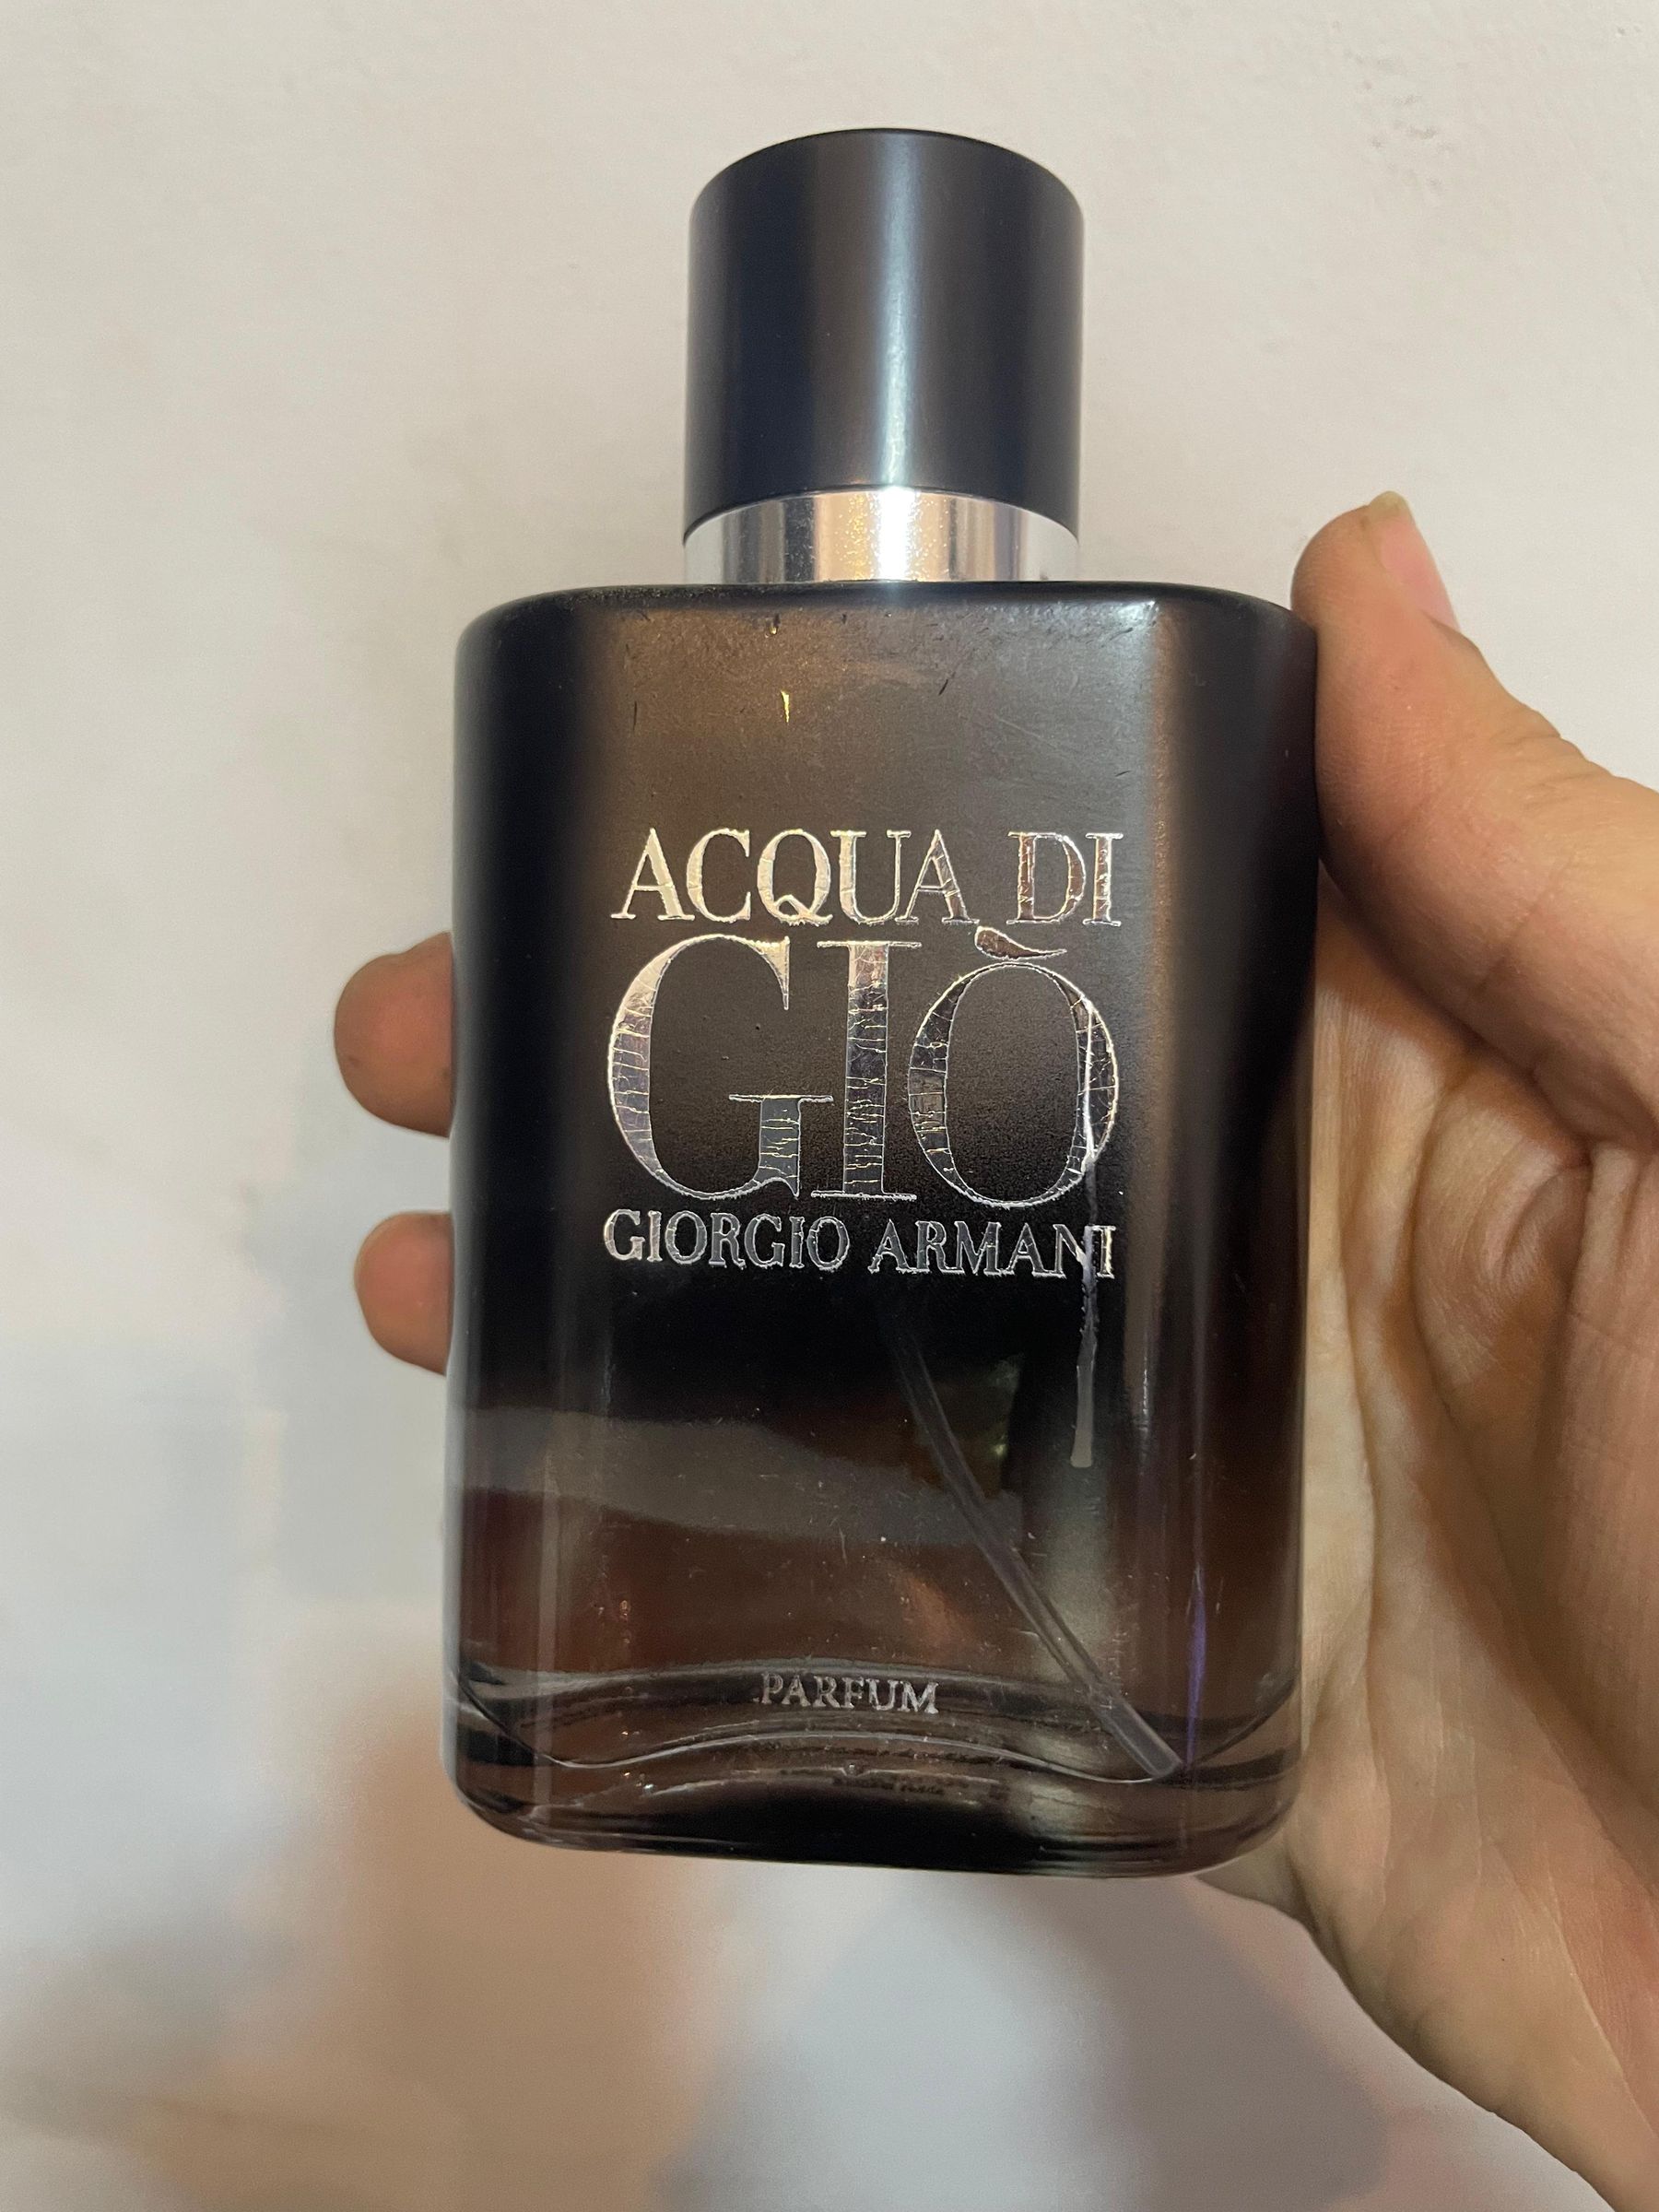 ACQUA DI
GIÒ
GIORGIO ARMANI
PARFUM